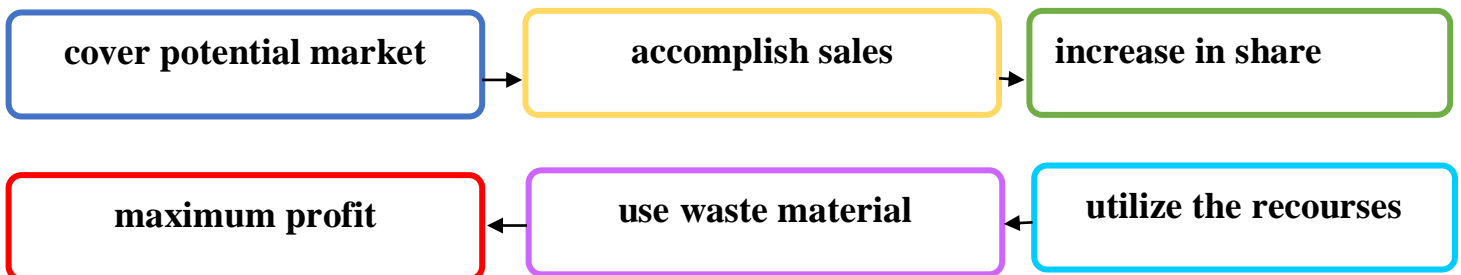 cover potential market
accomplish sales
increase in share
maximum profit
use waste material
utilize the recourses